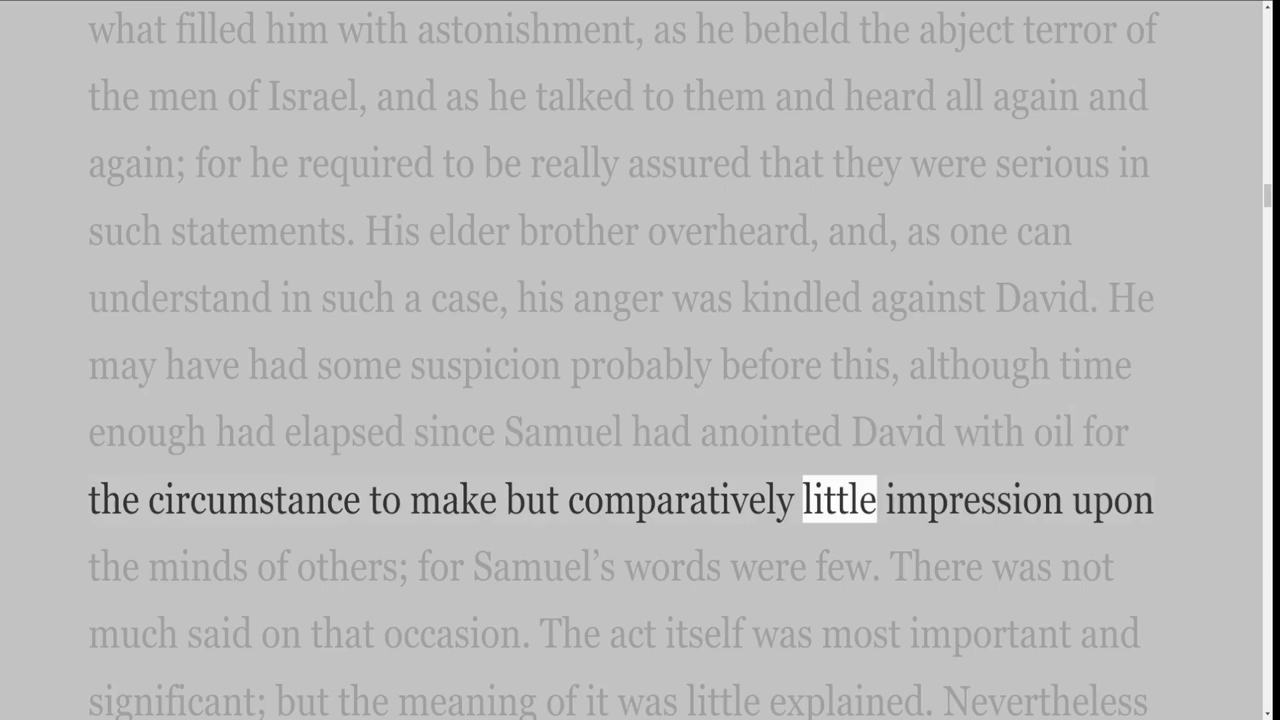 what filled him with astonishment, as he beheld the abject terror of
the men of Israel, and as he talked to them and heard all again and
again; for he required to be really assured that they were serious in
such statements. His elder brother overheard, and, as one can
understand in such a case, his anger was kindled against David. He
may have had some suspicion probably before this, although time
enough had elapsed since Samuel had anointed David with oil for
the circumstance to make but comparatively little impression upon
the minds of others; for Samuel’s words were few. There was not
much said on that occasion. The act itself was most important and
significant; but the meaning of it was little explained. Nevertheless